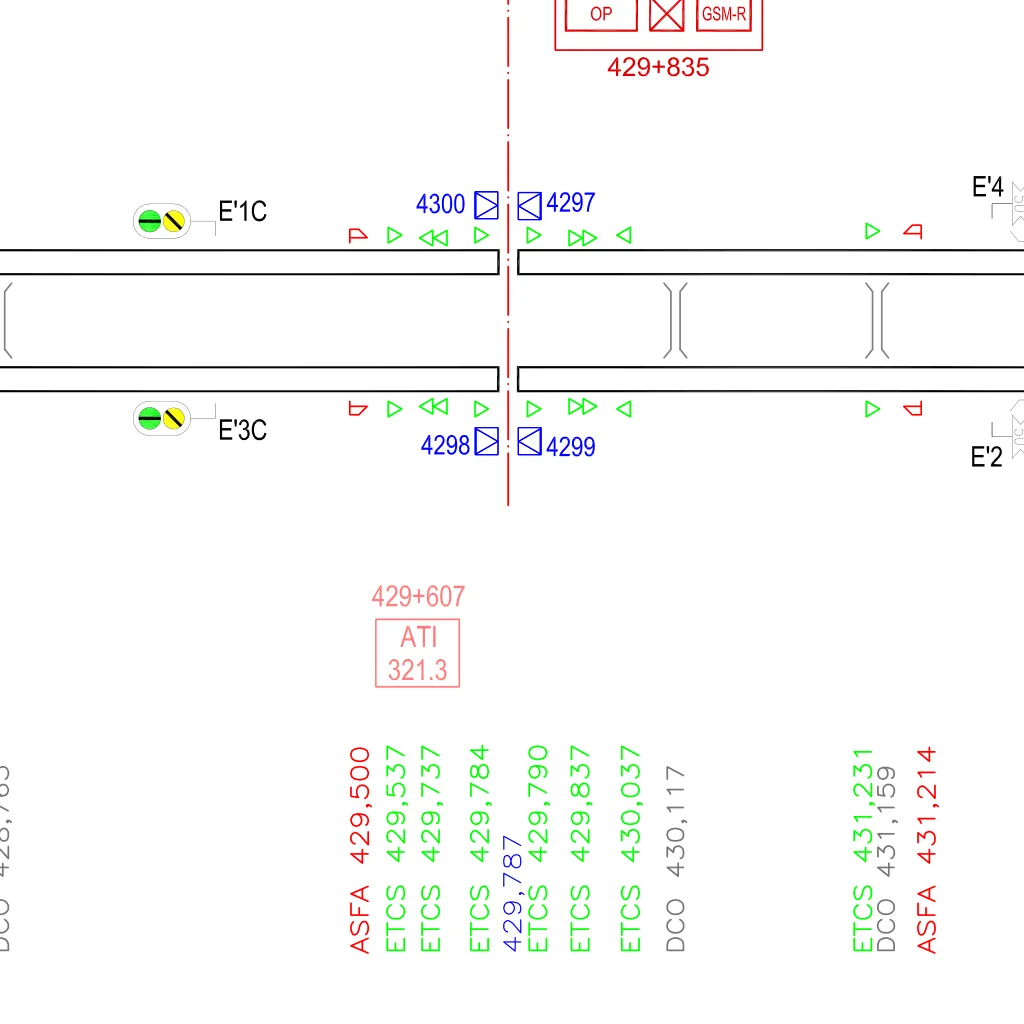 OP
GSM-R
429+835
E'1C
4300
4297
E'4
E'3C
4298
4299
E'2
429+607
ATI
321.3
ASFA 429,500
ETCS 429,537
ETCS 429,737
ETCS 429,784
429,787
ETCS 429,790
ETCS 429,837
ETCS 430,037
DCO 430,117
ETCS 431,231
DCO 431,159
ASFA 431,214